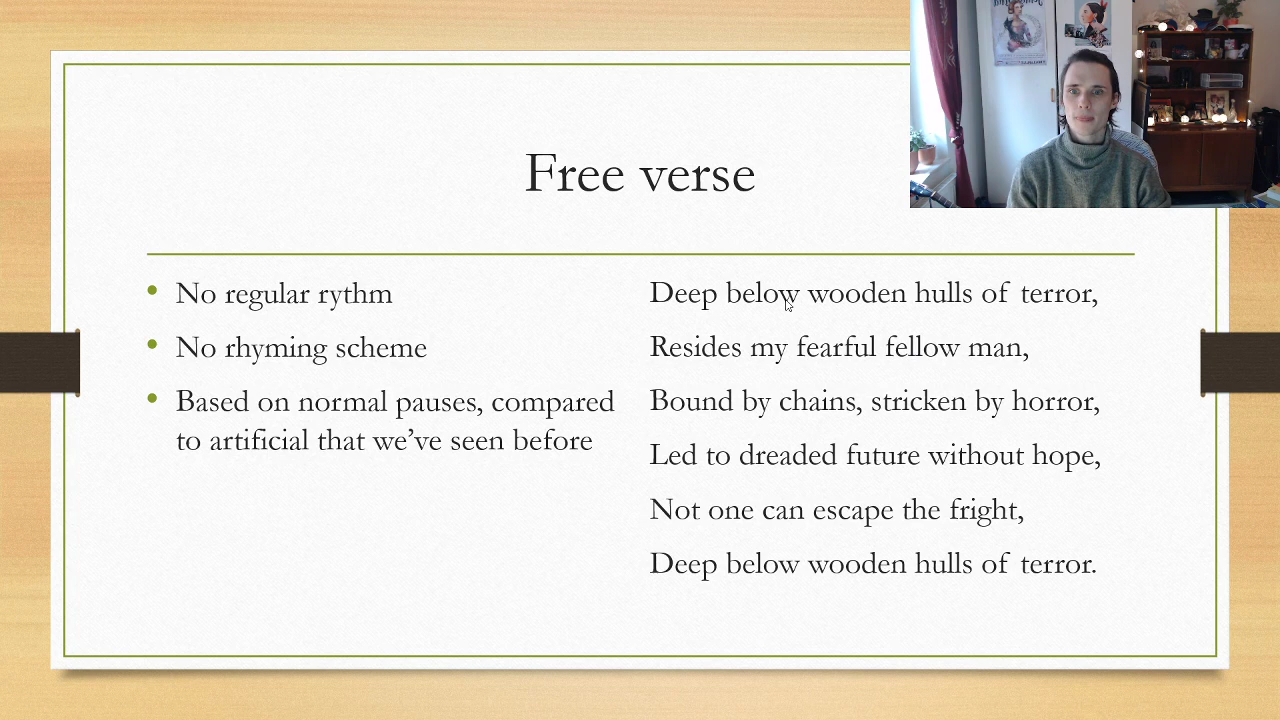 Free verse
No regular rythm
No rhyming scheme
Based on normal pauses, compared
to artificial that we’ve seen before
Deep below wooden hulls of terror,
Resides my fearful fellow man,
Bound by chains, stricken by horror,
Led to dreaded future without hope,
Not one can escape the fright,
Deep below wooden hulls of terror.